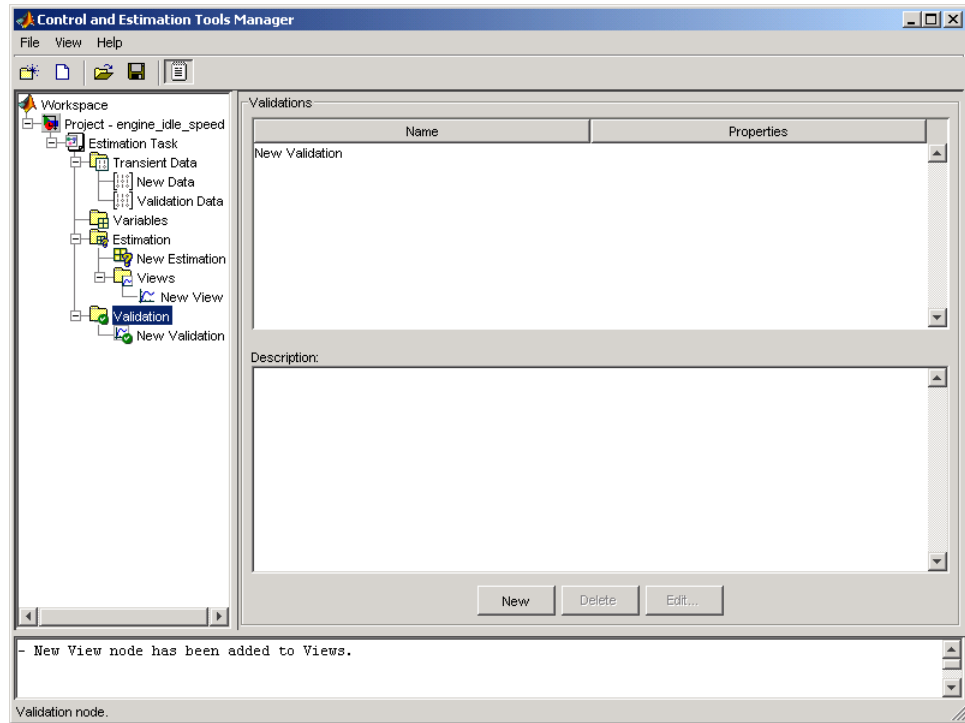 Control and Estimation Tools Manager
File View Help
Workspace
Project - engine_idle_speed
Estimation Task
Transient Data
New Data
Validation Data
Variables
Estimation
New Estimation
Views
New View
Validation
New Validation
Validations
Name Properties
New Validation
Description:
New Delete Edit...
- New View node has been added to Views.
Validation node.